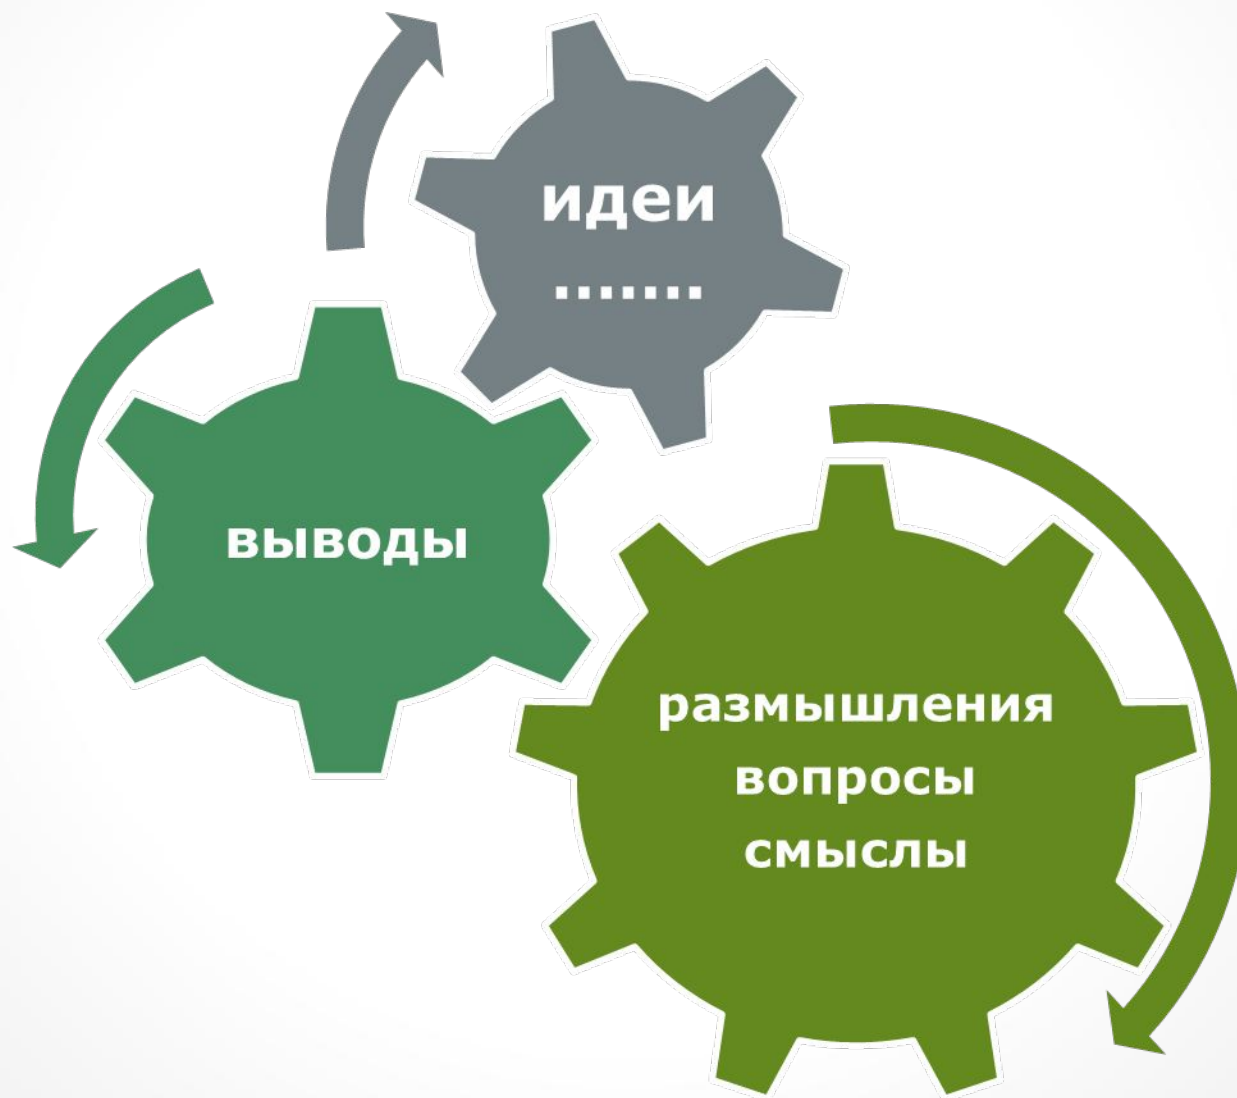 идеи
.......
выводы
размышления
вопросы
смыслы